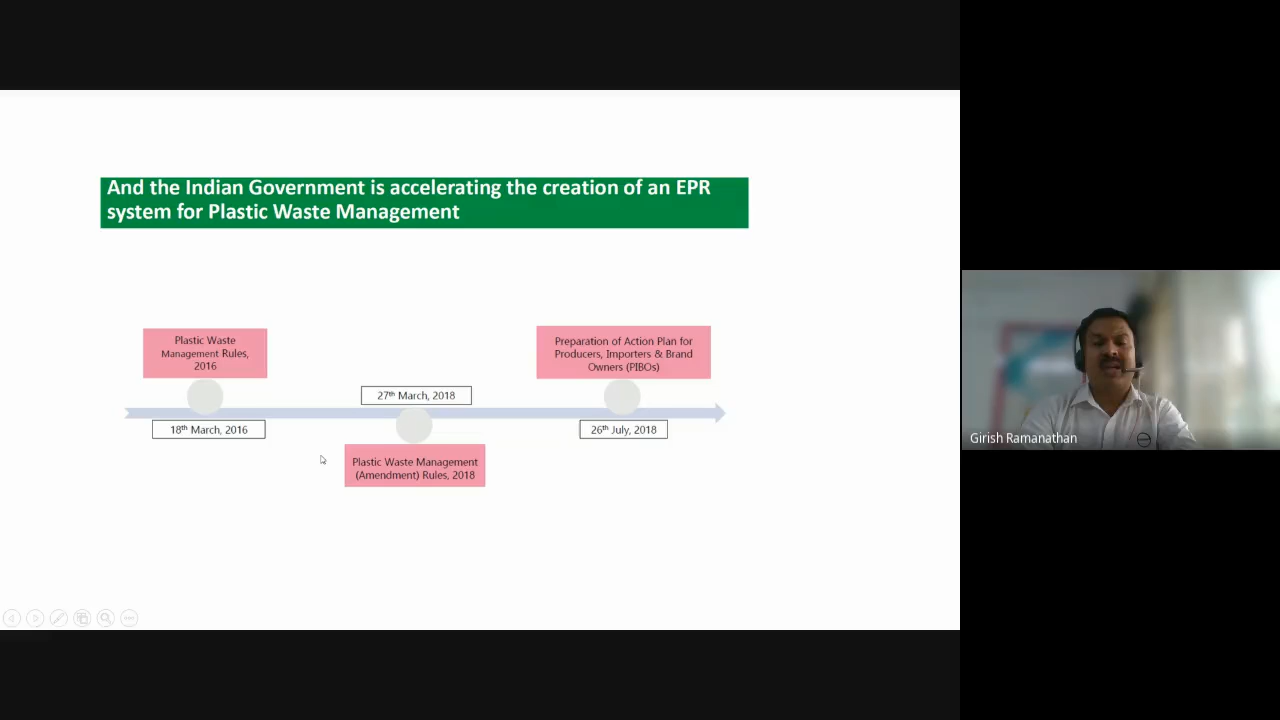 And the Indian Government is accelerating the creation of an EPR
system for Plastic Waste Management
Plastic Waste
Management Rules,
2016
18th March, 2016
27th March, 2018
Plastic Waste Management
(Amendment) Rules, 2018
Preparation of Action Plan for
Producers, Importers & Brand
Owners (PIBOs)
26th July, 2018
Girish Ramanathan